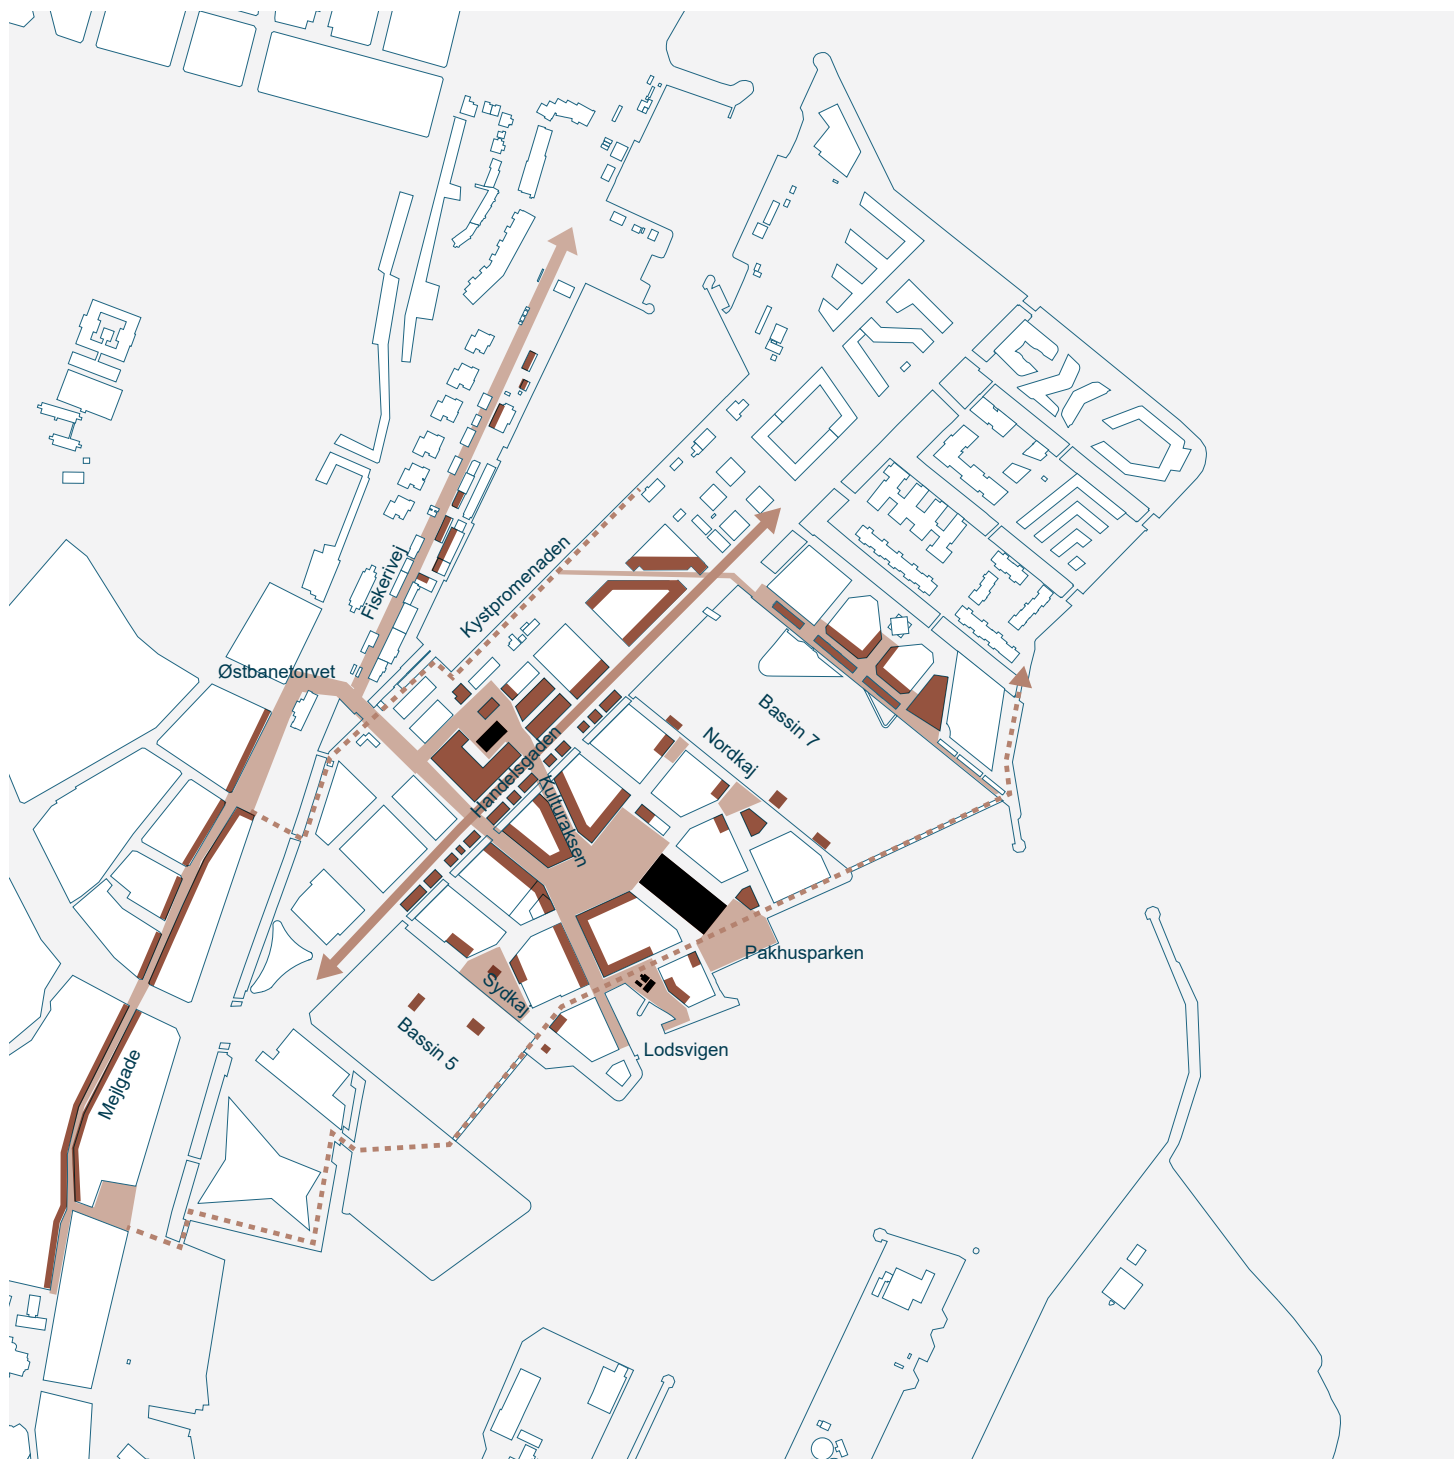 Kystpromenaden
Fiskerivej
Østbanetorvet
Bassin 7
Nordkaj
Handelsgaden
Kulturaksen
Pakhusparken
Sydkaj
Bassin 5
Lodsvigen
Mejlgade